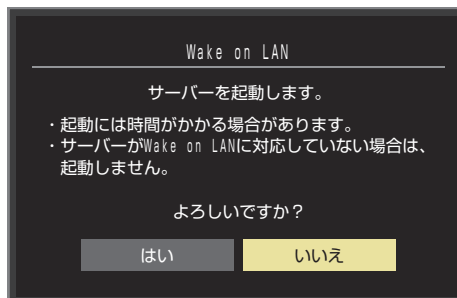 Wake on LAN
サーバーを起動します。
・起動には時間がかかる場合があります。
・サーバーがWake on LANに対応していない場合は、
起動しません。
よろしいですか？
はい
いいえ